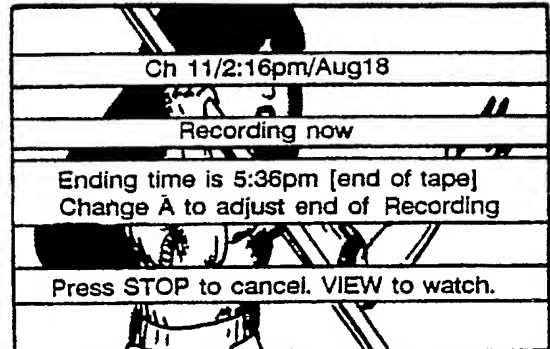 Ch 11/2:16pm/Aug18
Recording now
Ending time is 5:36pm [end of tape]
Change Ā to adjust end of Recording
Press STOP to cancel. VIEW to watch.